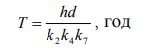 T = hd / k₂k₄k₇ , год